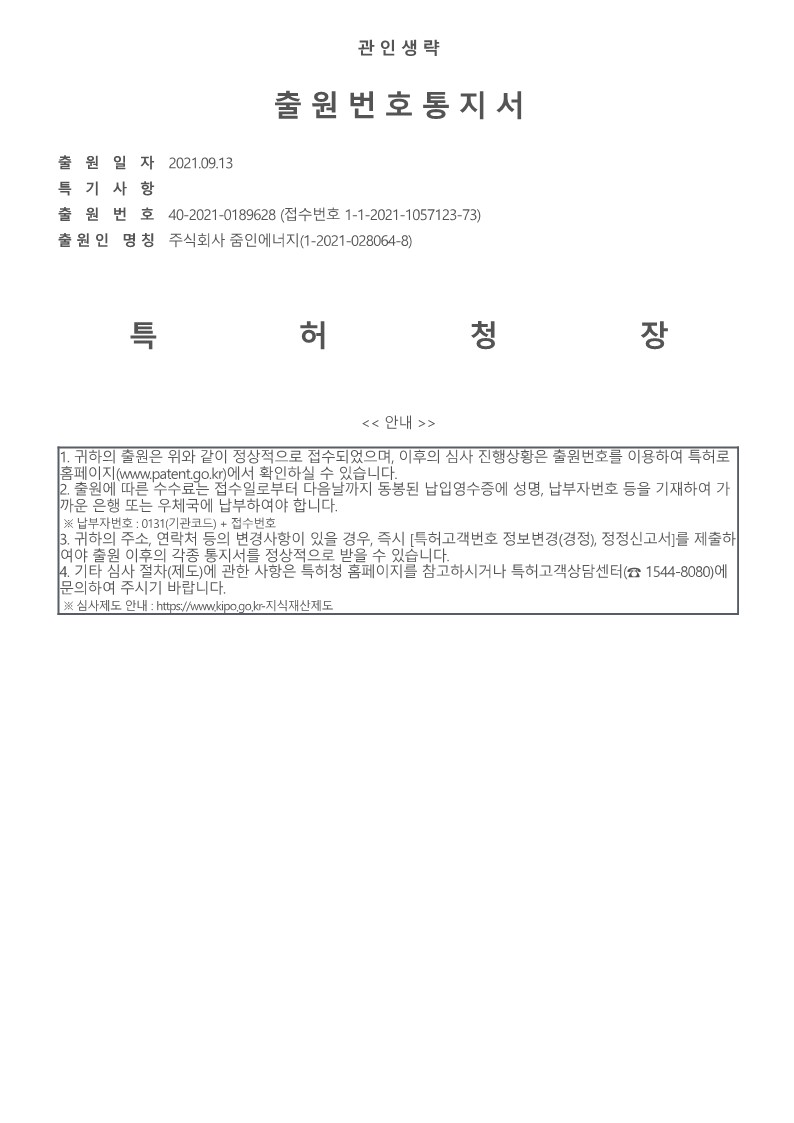 관 인 생 략
출 원 번 호 통 지 서
출 원 일 자 2021.09.13
특 기 사 항
출 원 번 호 40-2021-0189628 (접수번호 1-1-2021-1057123-73)
출 원 인 명 칭 주식회사 줌인에너지(1-2021-028064-8)
특 허 청 장
<< 안내 >>
1. 귀하의 출원은 위와 같이 정상적으로 접수되었으며, 이후의 심사 진행상황은 출원번호를 이용하여 특허로
홈페이지(www.patent.go.kr)에서 확인하실 수 있습니다.
2. 출원에 따른 수수료는 접수일로부터 다음날까지 동봉된 납입영수증에 성명, 납부자번호 등을 기재하여 가
까운 은행 또는 우체국에 납부하여야 합니다.
※ 납부자번호 : 0131(기관코드) + 접수번호
3. 귀하의 주소, 연락처 등의 변경사항이 있을 경우, 즉시 [특허고객번호 정보변경(경정), 정정신고서]를 제출하
여야 출원 이후의 각종 통지서를 정상적으로 받을 수 있습니다.
4. 기타 심사 절차(제도)에 관한 사항은 특허청 홈페이지를 참고하시거나 특허고객상담센터(☎ 1544-8080)에
문의하여 주시기 바랍니다.
※ 심사제도 안내 : https://www.kipo.go.kr-지식재산제도